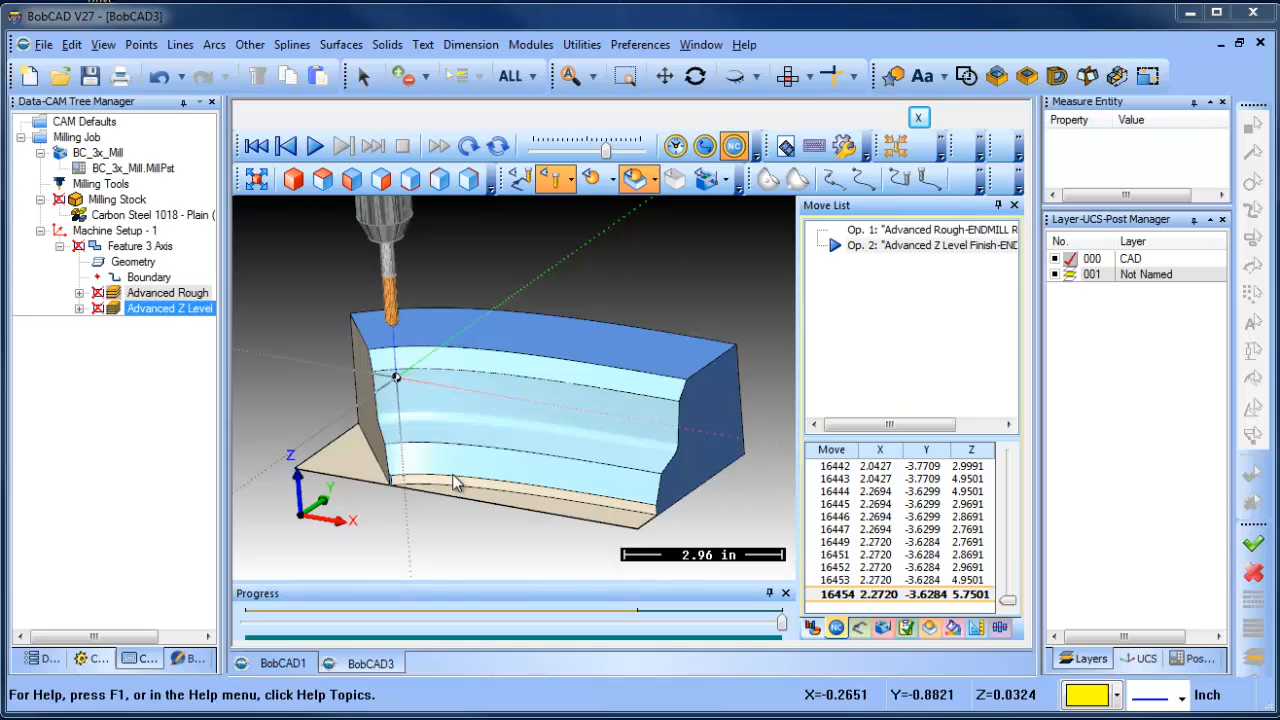 BobCAD V27 - [BobCAD3]
File Edit View Points Lines Arcs Other Splines Surfaces Solids Text Dimension Modules Utilities Preferences Window Help
ALL
Aa
Data-CAM Tree Manager
CAM Defaults
Milling Job
BC_3x_Mill
BC_3x_Mill.MillPst
Milling Tools
Milling Stock
Carbon Steel 1018 - Plain (
Machine Setup - 1
Feature 3 Axis
Geometry
Boundary
Advanced Rough
Advanced Z Level
X
NC
Z
Y
X
2.96 in
Progress
Move List
Op. 1: "Advanced Rough-ENDMILL R
Op. 2: "Advanced Z Level Finish-END
Move X Y Z
16442 2.0427 -3.7709 2.9991
16443 2.0427 -3.7709 4.9501
16444 2.2694 -3.6299 4.9501
16445 2.2694 -3.6299 2.9691
16446 2.2694 -3.6299 2.8691
16447 2.2694 -3.6299 2.7691
16449 2.2720 -3.6284 2.7691
16451 2.2720 -3.6284 2.8691
16452 2.2720 -3.6284 2.9691
16453 2.2720 -3.6284 4.9501
16454 2.2720 -3.6284 5.7501
NC
Measure Entity
Property Value
Layer-UCS-Post Manager
No. Layer
000 CAD
001 Not Named
D... C... C... B...
BobCAD1 BobCAD3
Layers UCS Pos...
For Help, press F1, or in the Help menu, click Help Topics.
X=-0.2651 Y=-0.8821 Z=0.0324 Inch